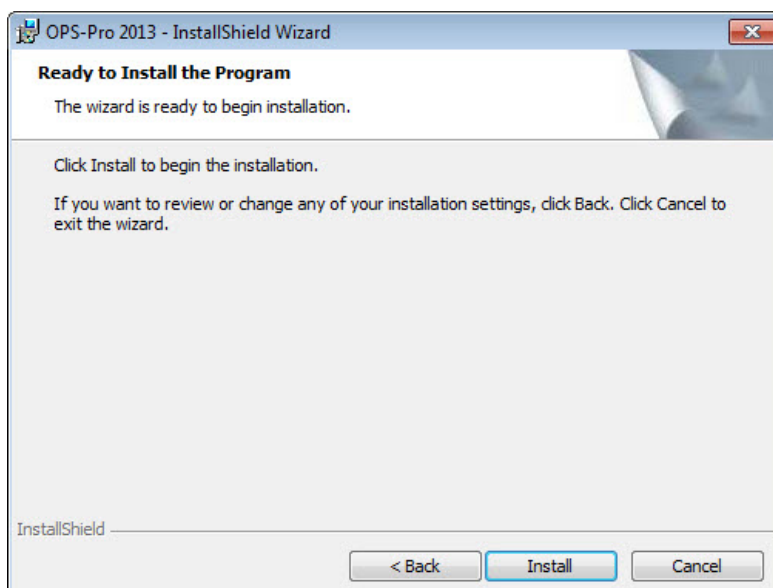 OPS-Pro 2013 - InstallShield Wizard
Ready to Install the Program
The wizard is ready to begin installation.
Click Install to begin the installation.
If you want to review or change any of your installation settings, click Back. Click Cancel to
exit the wizard.
InstallShield
< Back
Install
Cancel